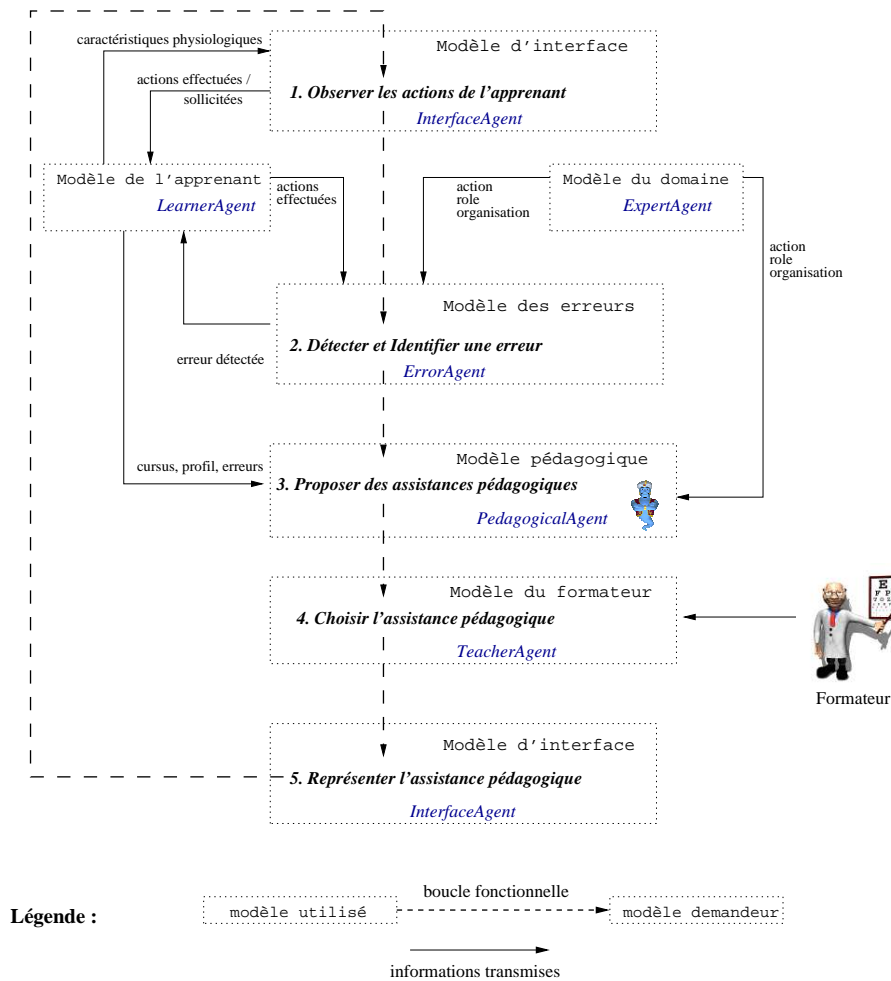 Modèle d'interface
caractéristiques physiologiques
actions effectuées /
sollicitées
1. Observer les actions de l'apprenant
InterfaceAgent
Modèle de l'apprenant
LearnerAgent
actions
effectuées
action
role
organisation
Modèle du domaine
ExpertAgent
action
role
organisation
Modèle des erreurs
2. Détecter et Identifier une erreur
ErrorAgent
erreur détectée
Modèle pédagogique
cursus, profil, erreurs
3. Proposer des assistances pédagogiques
PedagogicalAgent
Modèle du formateur
4. Choisir l'assistance pédagogique
TeacherAgent
E
F P
Formateur
Modèle d'interface
5. Représenter l'assistance pédagogique
InterfaceAgent
Légende :
modèle utilisé
boucle fonctionnelle
modèle demandeur
informations transmises